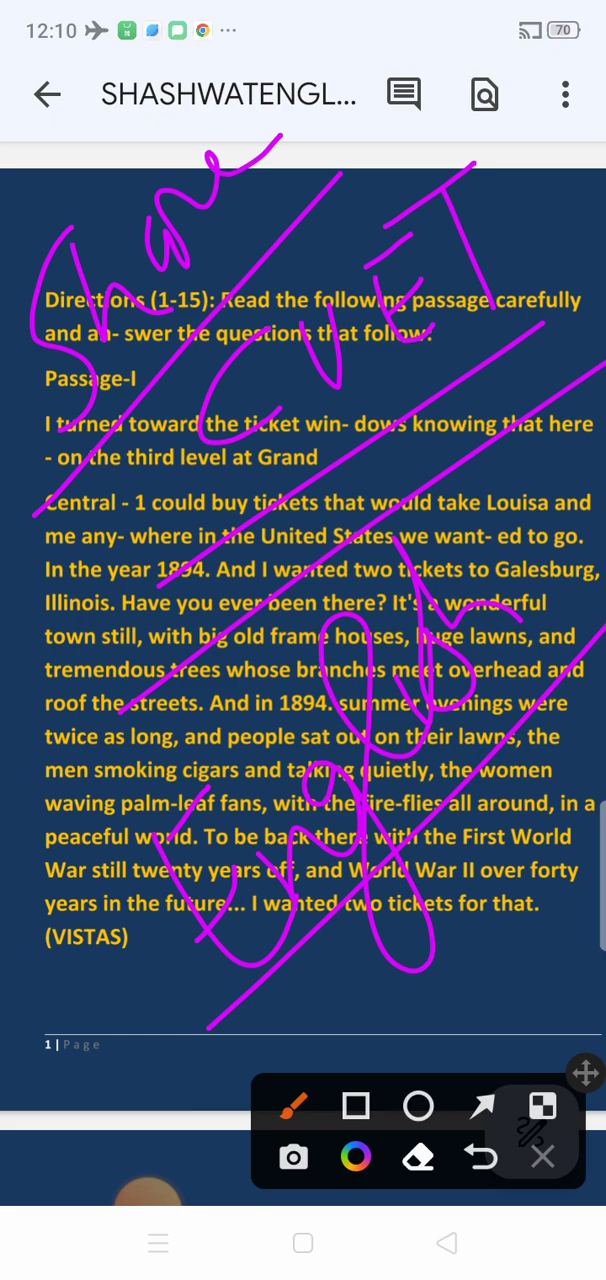 12:10
70
SHASHWATENGL...
Share
CUET
Directions (1-15): Read the following passage carefully
and an- swer the questions that follow:
Passage-I
I turned toward the ticket win- dows knowing that here
- on the third level at Grand
Central - 1 could buy tickets that would take Louisa and
me any- where in the United States we want- ed to go.
In the year 1894. And I wanted two tickets to Galesburg,
Illinois. Have you ever been there? It's a wonderful
town still, with big old frame houses, huge lawns, and
tremendous trees whose branches meet overhead and
roof the streets. And in 1894. summer evenings were
twice as long, and people sat out on their lawns, the
men smoking cigars and talking quietly, the women
waving palm-leaf fans, with the fire-flies all around, in a
peaceful world. To be back there with the First World
War still twenty years off, and World War II over forty
years in the future... I wanted two tickets for that.
(VISTAS)
1 | Page